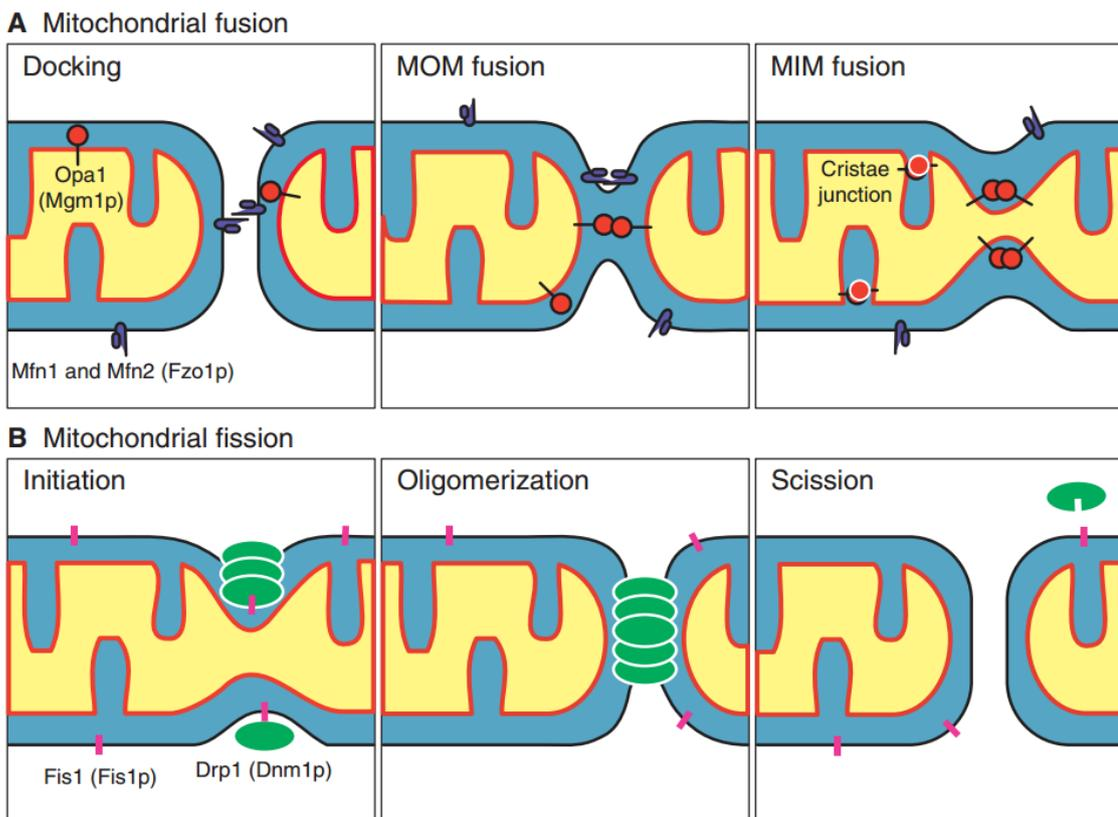 A Mitochondrial fusion
Docking
MOM fusion
MIM fusion
Opa1
(Mgm1p)
Cristae
junction
Mfn1 and Mfn2 (Fzo1p)
B Mitochondrial fission
Initiation
Oligomerization
Scission
Fis1 (Fis1p)
Drp1 (Dnm1p)